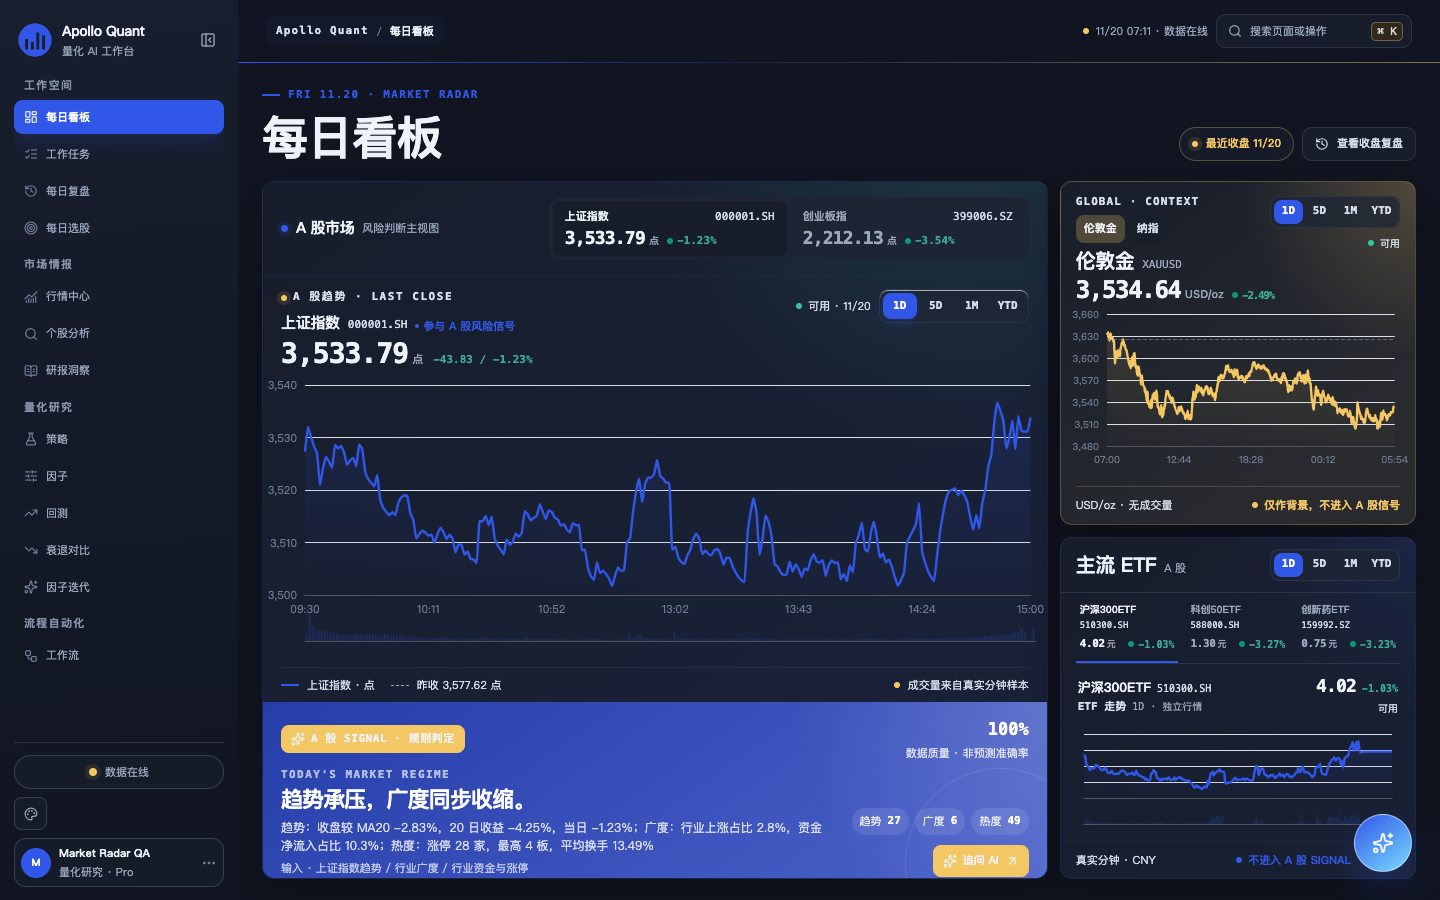 Apollo Quant
量化 AI 工作台
工作空间
每日看板
工作任务
每日复盘
每日选股
市场情报
行情中心
个股分析
研报洞察
量化研究
策略
因子
回测
衰退对比
因子迭代
流程自动化
工作流
数据在线
M
Market Radar QA
量化研究 · Pro
Apollo Quant / 每日看板
11/20 07:11 · 数据在线
搜索页面或操作
⌘ K
FRI 11.20 · MARKET RADAR
每日看板
最近收盘 11/20
查看收盘复盘
A 股市场 风险判断主视图
上证指数 000001.SH
3,533.79 点 −1.23%
创业板指 399006.SZ
2,212.13 点 −3.54%
A 股趋势 · LAST CLOSE
可用 · 11/20
1D 5D 1M YTD
上证指数 000001.SH 参与 A 股风险信号
3,533.79 点 −43.83 / −1.23%
3,540
3,530
3,520
3,510
3,500
09:30 10:11 10:52 13:02 13:43 14:24 15:00
上证指数 · 点 昨收 3,577.62 点
成交量来自真实分钟样本
A 股 SIGNAL · 规则判定
100%
数据质量 · 非预测准确率
TODAY'S MARKET REGIME
趋势承压，广度同步收缩。
趋势：收盘较 MA20 −2.83%，20 日收益 −4.25%，当日 −1.23%；广度：行业上涨占比 2.8%，资金
净流入占比 10.3%；热度：涨停 28 家，最高 4 板，平均换手 13.49%
输入 · 上证指数趋势 / 行业广度 / 行业资金与涨停
趋势 27 广度 6 热度 49
追问 AI
GLOBAL · CONTEXT
1D 5D 1M YTD
伦敦金 纳指
可用
伦敦金 XAUUSD
3,534.64 USD/oz −2.49%
3,660
3,630
3,600
3,570
3,540
3,510
3,480
07:00 12:44 18:28 00:12 05:54
USD/oz · 无成交量
仅作背景，不进入 A 股信号
主流 ETF A 股
1D 5D 1M YTD
沪深300ETF
510300.SH
4.02 元 −1.03%
科创50ETF
588000.SH
1.30 元 −3.27%
创新药ETF
159992.SZ
0.75 元 −3.23%
沪深300ETF 510300.SH
4.02 −1.03%
ETF 走势 1D · 独立行情
可用
真实分钟 · CNY
不进入 A 股 SIGNAL